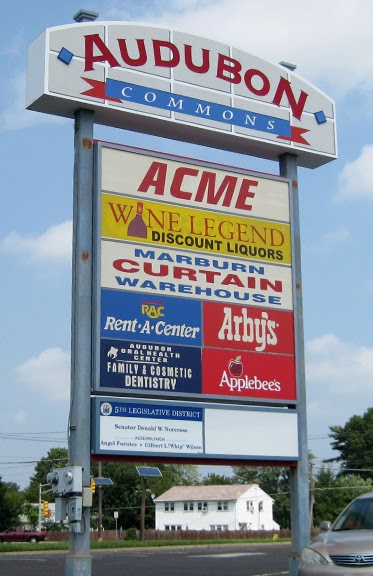 AUDUBON
COMMONS
ACME
WINE LEGEND
DISCOUNT LIQUORS
MARBURN
CURTAIN
WAREHOUSE
RAC
Rent-A-Center
Arby's
AUDUBON
ORAL HEALTH
CENTER
FAMILY & COSMETIC
DENTISTRY
Applebee's
5TH LEGISLATIVE DISTRICT
Senator Donald W. Norcross
ASSEMBLYMEN
Angel Fuentes • Gilbert L."Whip" Wilson